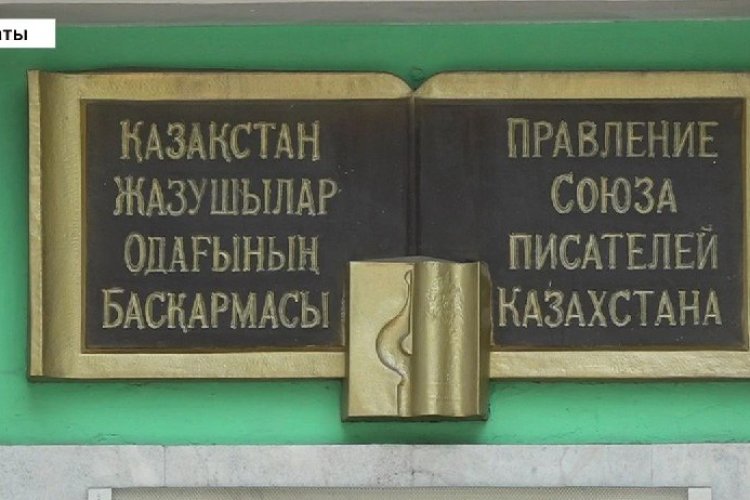 ҚАЗАҚСТАН
ЖАЗУШЫЛАР
ОДАҒЫНЫҢ
БАСҚАРМАСЫ
ПРАВЛЕНИЕ
СОЮЗА
ПИСАТЕЛЕЙ
КАЗАХСТАНА